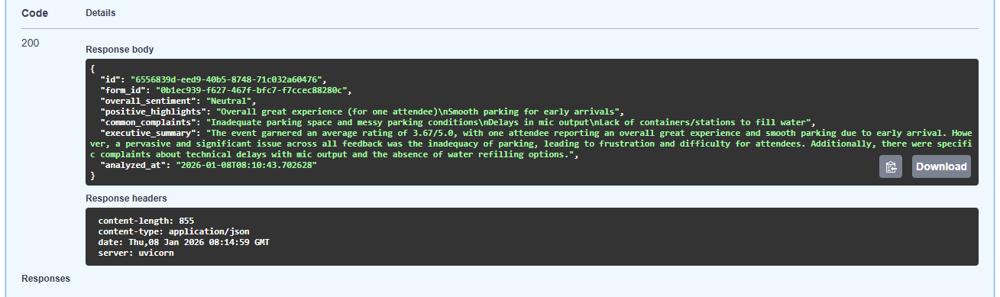 Code Details
200
Response body
{
"id": "6556839d-eed9-40b5-8748-71c032a60476",
"form_id": "0b1ec939-f627-467f-bfc7-f7ccec88280c",
"overall_sentiment": "Neutral",
"positive_highlights": "Overall great experience (for one attendee)\nSmooth parking for early arrivals",
"common_complaints": "Inadequate parking space and messy parking conditions\nDelays in mic output\nLack of containers/stations to fill water",
"executive_summary": "The event garnered an average rating of 3.67/5.0, with one attendee reporting an overall great experience and smooth parking due to early arrival. Howe
ver, a pervasive and significant issue across all feedback was the inadequacy of parking, leading to frustration and difficulty for attendees. Additionally, there were specifi
c complaints about technical delays with mic output and the absence of water refilling options.",
"analyzed_at": "2026-01-08T08:10:43.702628"
}
Download
Response headers
content-length: 855
content-type: application/json
date: Thu,08 Jan 2026 08:14:59 GMT
server: uvicorn
Responses